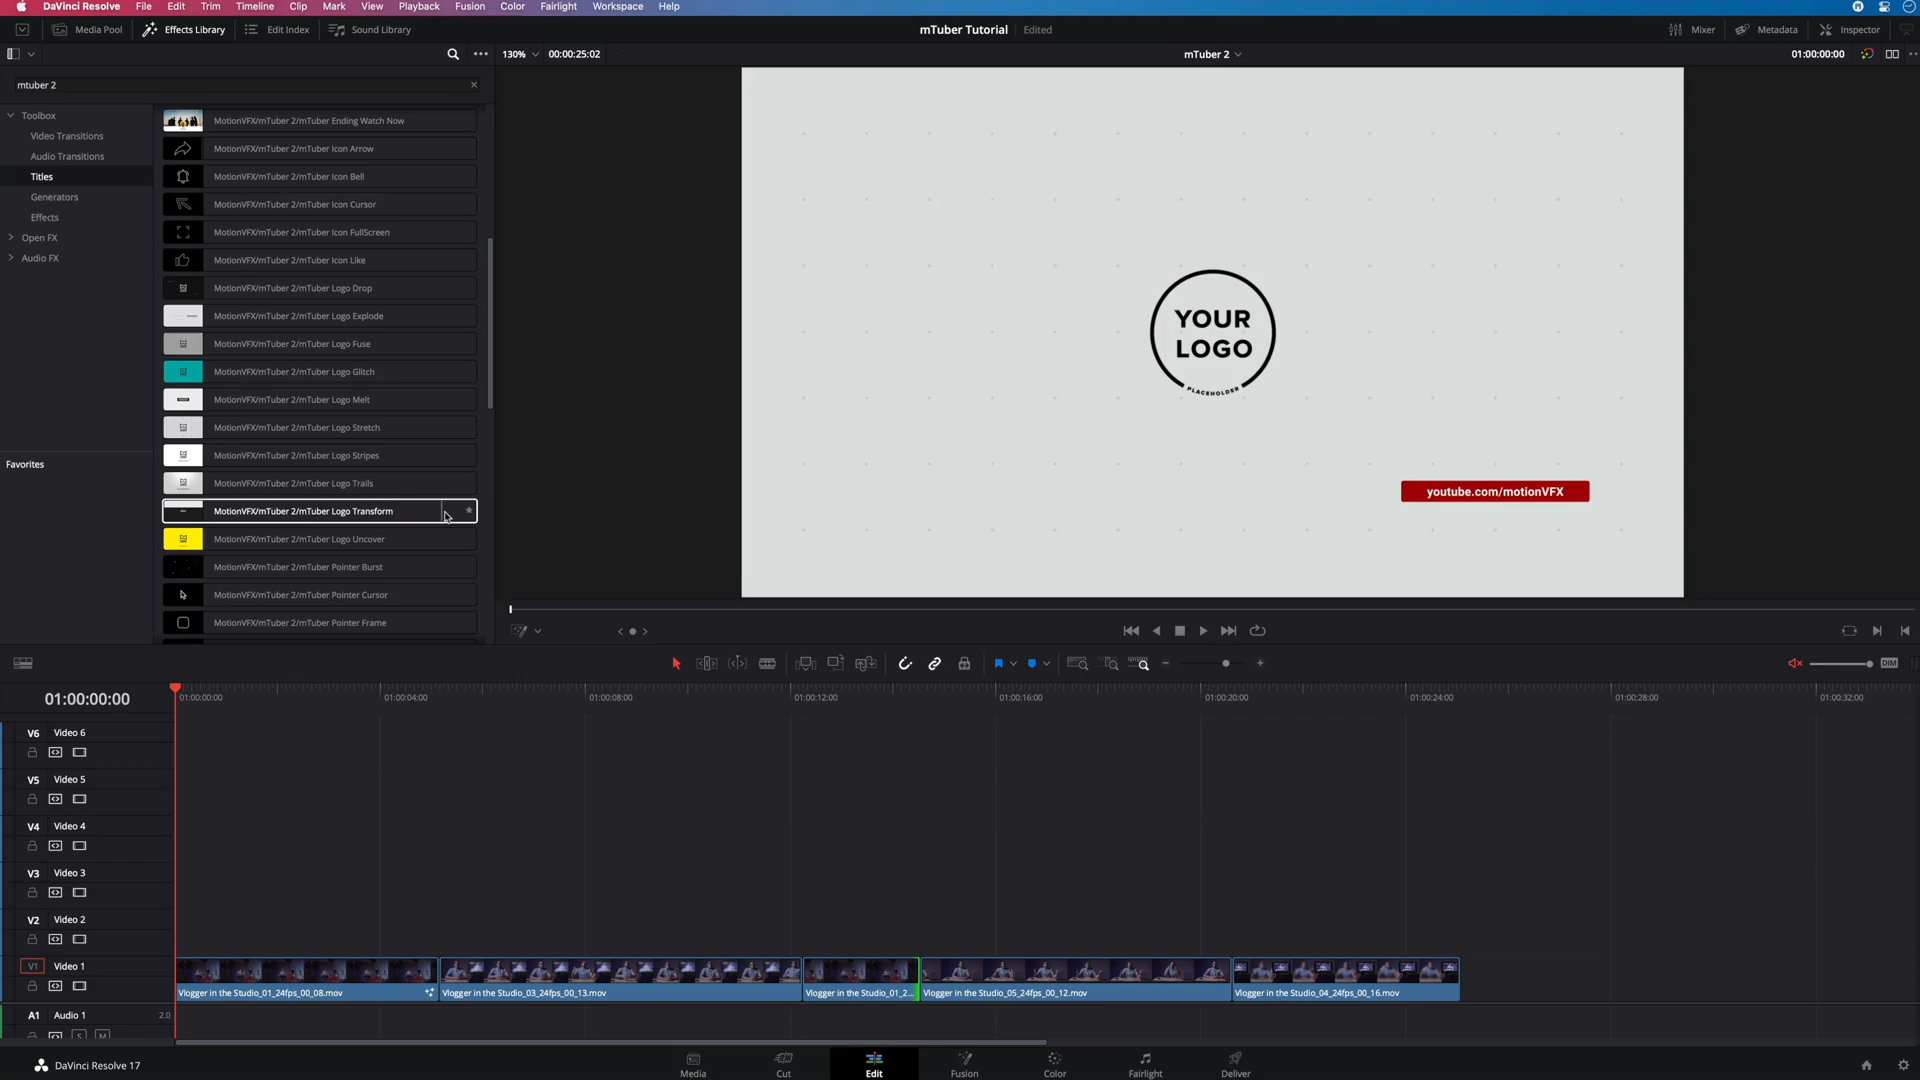 DaVinci Resolve File Edit Trim Timeline Clip Mark View Playback Fusion Color Fairlight Workspace Help
Media Pool Effects Library Edit Index Sound Library mTuber Tutorial Edited Mixer Metadata Inspector
130% 00:00:25:02 mTuber 2 01:00:00:00
mtuber 2
Toolbox
Video Transitions
Audio Transitions
Titles
Generators
Effects
Open FX
Audio FX
Favorites
MotionVFX/mTuber 2/mTuber Ending Watch Now
MotionVFX/mTuber 2/mTuber Icon Arrow
MotionVFX/mTuber 2/mTuber Icon Bell
MotionVFX/mTuber 2/mTuber Icon Cursor
MotionVFX/mTuber 2/mTuber Icon FullScreen
MotionVFX/mTuber 2/mTuber Icon Like
MotionVFX/mTuber 2/mTuber Logo Drop
MotionVFX/mTuber 2/mTuber Logo Explode
MotionVFX/mTuber 2/mTuber Logo Fuse
MotionVFX/mTuber 2/mTuber Logo Glitch
MotionVFX/mTuber 2/mTuber Logo Melt
MotionVFX/mTuber 2/mTuber Logo Stretch
MotionVFX/mTuber 2/mTuber Logo Stripes
MotionVFX/mTuber 2/mTuber Logo Trails
MotionVFX/mTuber 2/mTuber Logo Transform
MotionVFX/mTuber 2/mTuber Logo Uncover
MotionVFX/mTuber 2/mTuber Pointer Burst
MotionVFX/mTuber 2/mTuber Pointer Cursor
MotionVFX/mTuber 2/mTuber Pointer Frame
YOUR
LOGO
PLACEHOLDER
youtube.com/motionVFX
DIM
01:00:00:00
01:00:00:00 01:00:04:00 01:00:08:00 01:00:12:00 01:00:16:00 01:00:20:00 01:00:24:00 01:00:28:00 01:00:32:00
V6 Video 6
V5 Video 5
V4 Video 4
V3 Video 3
V2 Video 2
V1 Video 1
Vlogger in the Studio_01_24fps_00_08.mov Vlogger in the Studio_03_24fps_00_13.mov Vlogger in the Studio_01_2... Vlogger in the Studio_05_24fps_00_12.mov Vlogger in the Studio_04_24fps_00_16.mov
A1 Audio 1 2.0
S M
DaVinci Resolve 17 Media Cut Edit Fusion Color Fairlight Deliver